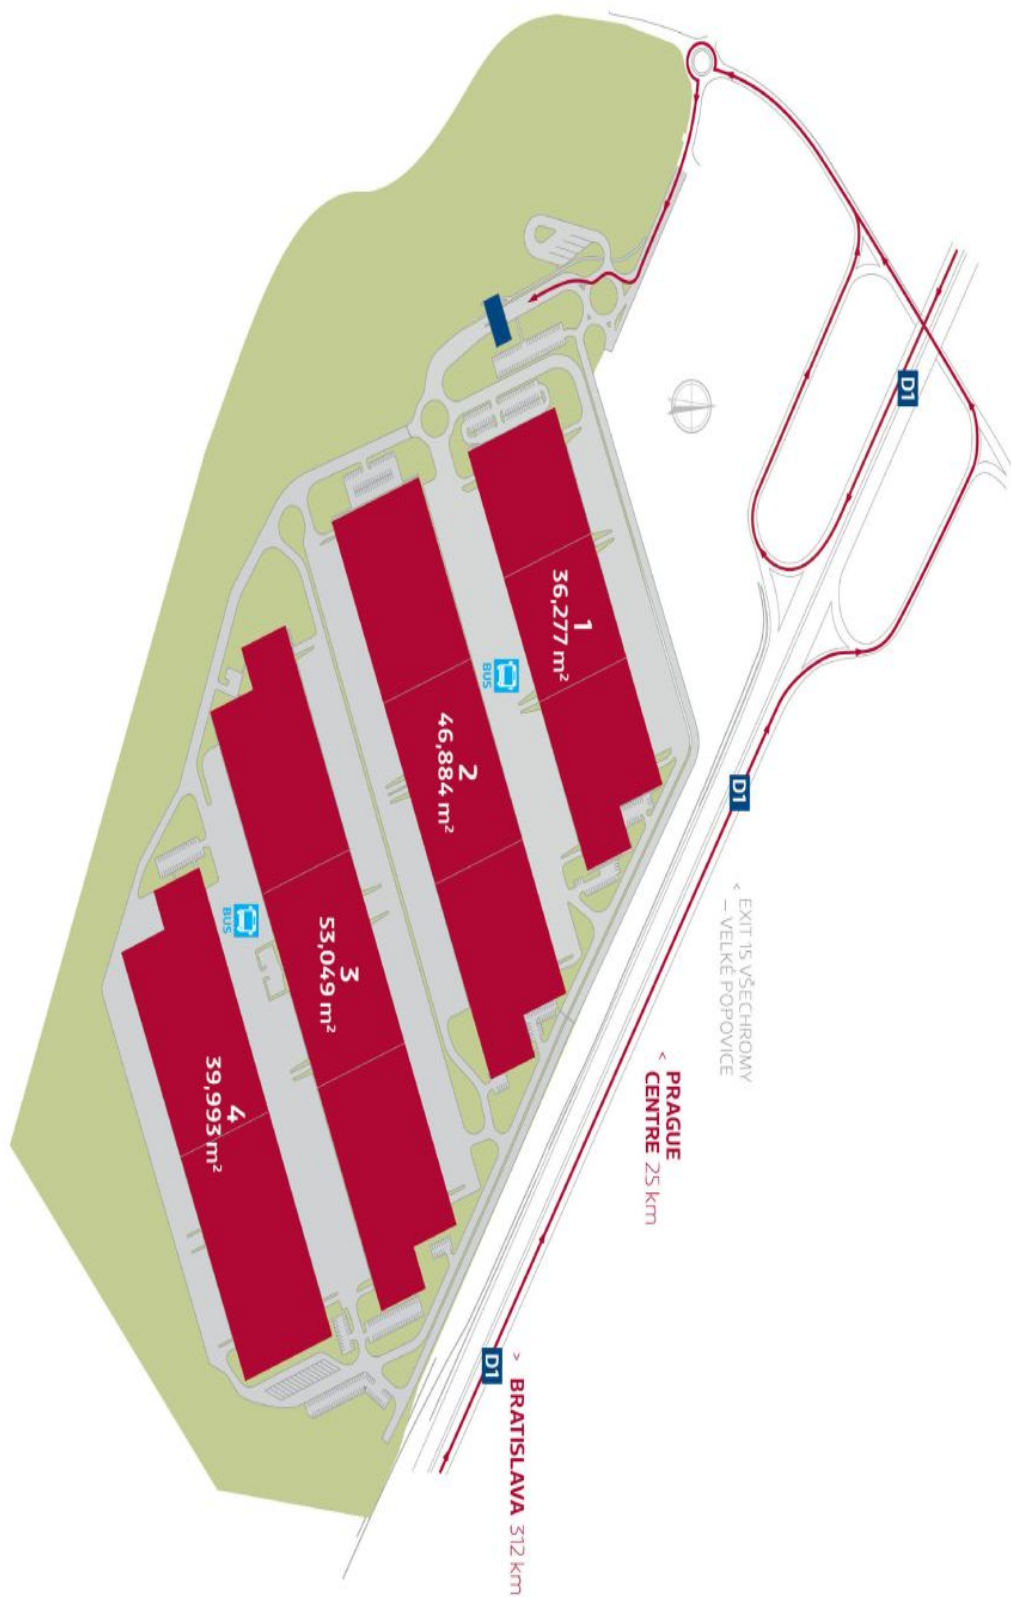 D1
1
36,277 m²
BUS
2
46,884 m²
D1
< EXIT 15 VŠECHROMY
– VELKÉ POPOVICE
3
53,049 m²
BUS
4
39,993 m²
< PRAGUE
CENTRE 25 km
D1
> BRATISLAVA 312 km